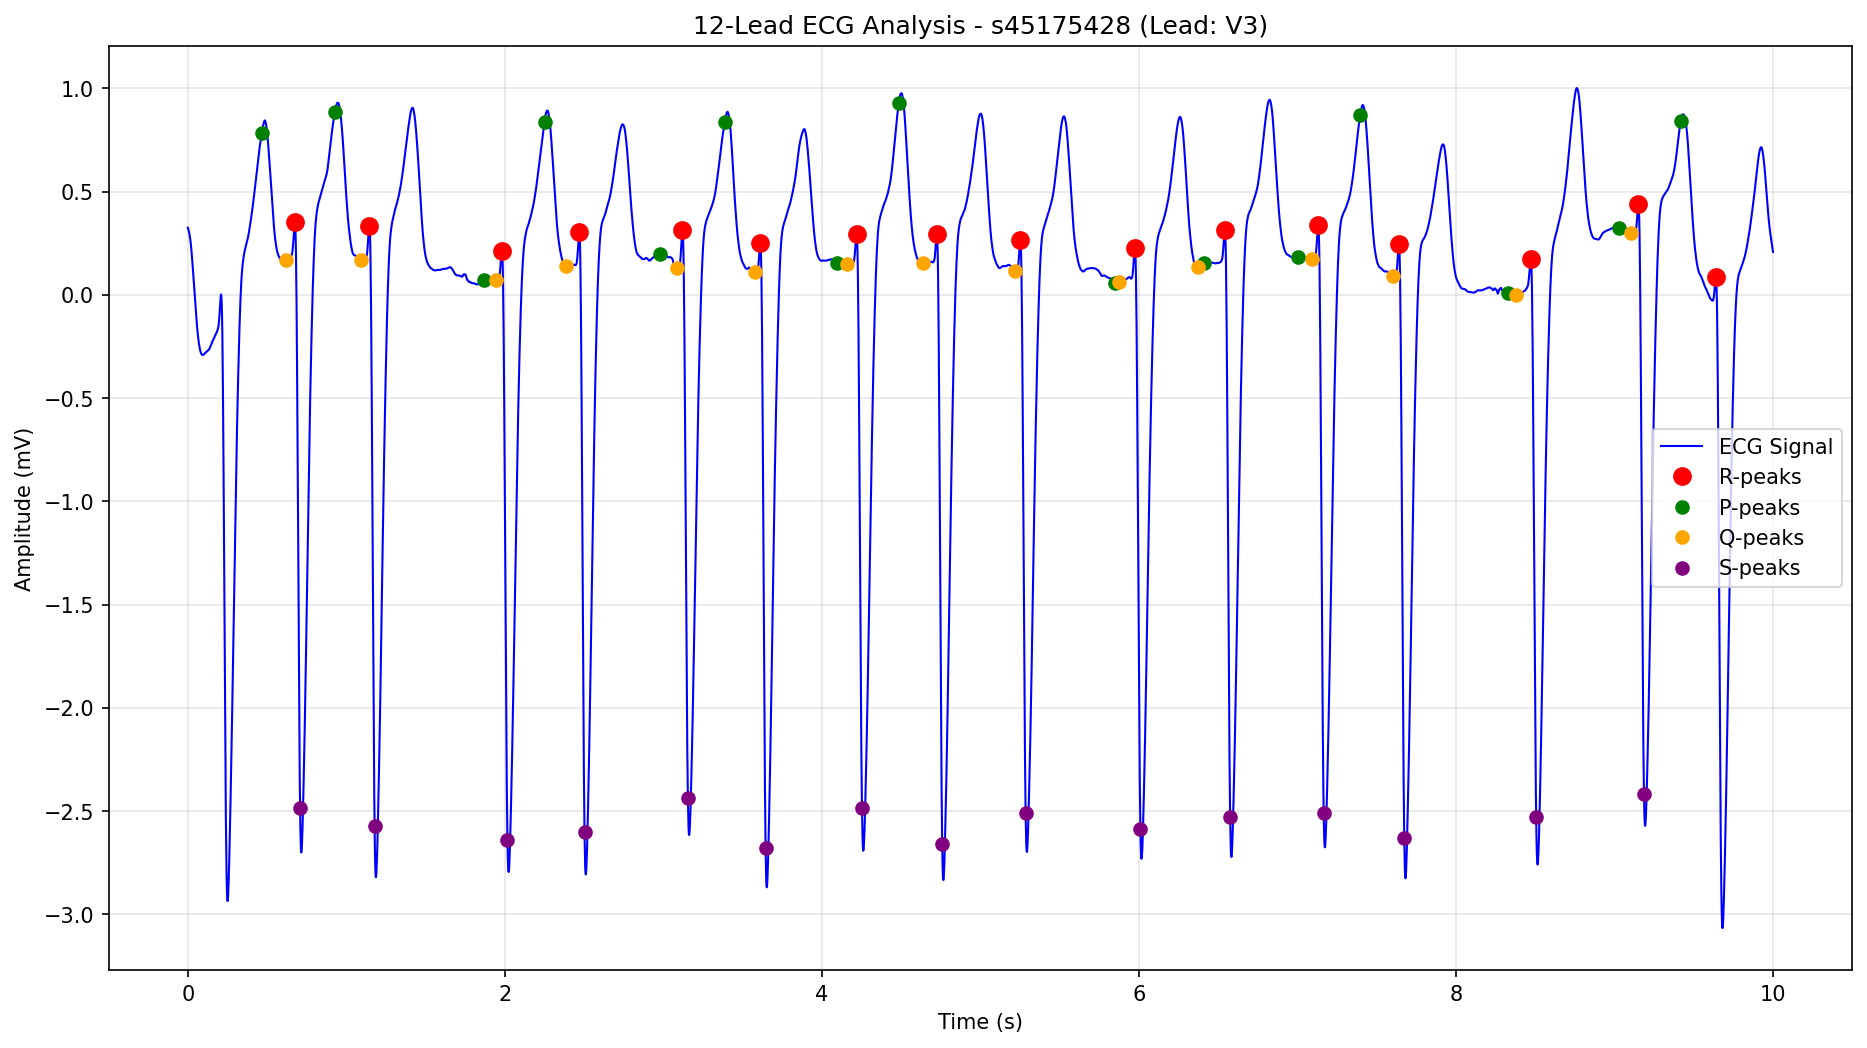 12-Lead ECG Analysis - s45175428 (Lead: V3)
Amplitude (mV)
1.0
0.5
0.0
−0.5
−1.0
−1.5
−2.0
−2.5
−3.0
ECG Signal
R-peaks
P-peaks
Q-peaks
S-peaks
0 2 4 6 8 10
Time (s)